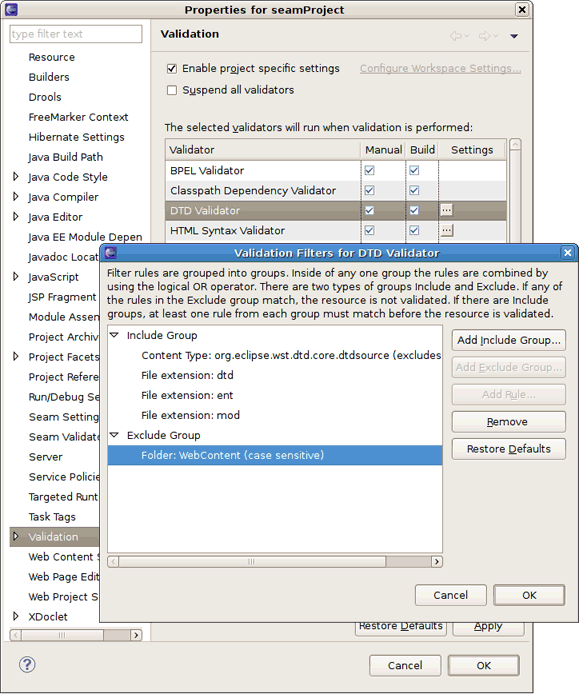 Properties for seamProject
type filter text
Resource
Builders
Drools
FreeMarker Context
Hibernate Settings
Java Build Path
Java Code Style
Java Compiler
Java Editor
Java EE Module Depen
Javadoc Locat
JavaScript
JSP Fragment
Module Assem
Project Archiv
Project Facets
Project Refere
Run/Debug Se
Seam Setting
Seam Validat
Server
Service Policie
Targeted Runt
Task Tags
Validation
Web Content S
Web Page Edit
Web Project S
XDoclet
Validation
Enable project specific settings
Configure Workspace Settings...
Suspend all validators
The selected validators will run when validation is performed:
Validator Manual Build Settings
BPEL Validator
Classpath Dependency Validator
DTD Validator ...
HTML Syntax Validator ...
Validation Filters for DTD Validator
Filter rules are grouped into groups. Inside of any one group the rules are combined by
using the logical OR operator. There are two types of groups Include and Exclude. If any of
the rules in the Exclude group match, the resource is not validated. If there are Include
groups, at least one rule from each group must match before the resource is validated.
Include Group
Content Type: org.eclipse.wst.dtd.core.dtdsource (excludes
File extension: dtd
File extension: ent
File extension: mod
Exclude Group
Folder: WebContent (case sensitive)
Add Include Group...
Add Exclude Group...
Add Rule...
Remove
Restore Defaults
Cancel OK
Restore Defaults Apply
? Cancel OK